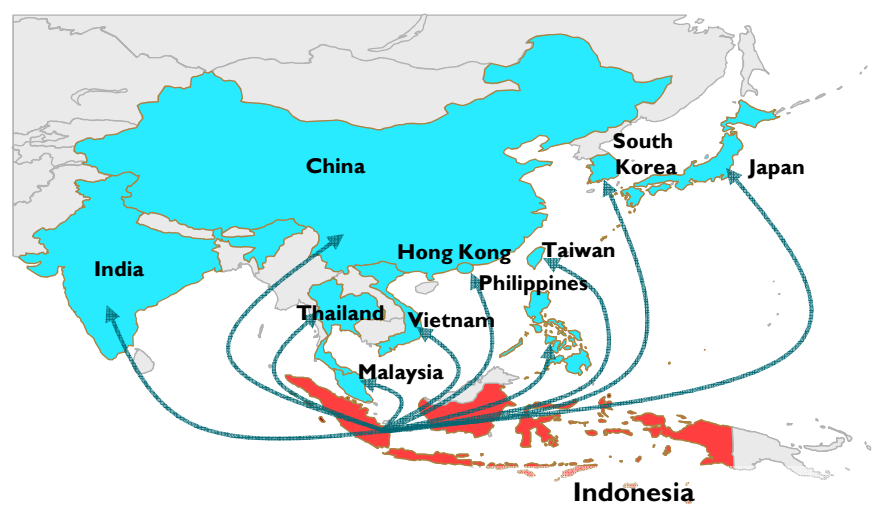 South
Korea
China
Japan
Hong Kong
Taiwan
India
Philippines
Thailand
Vietnam
Malaysia
Indonesia